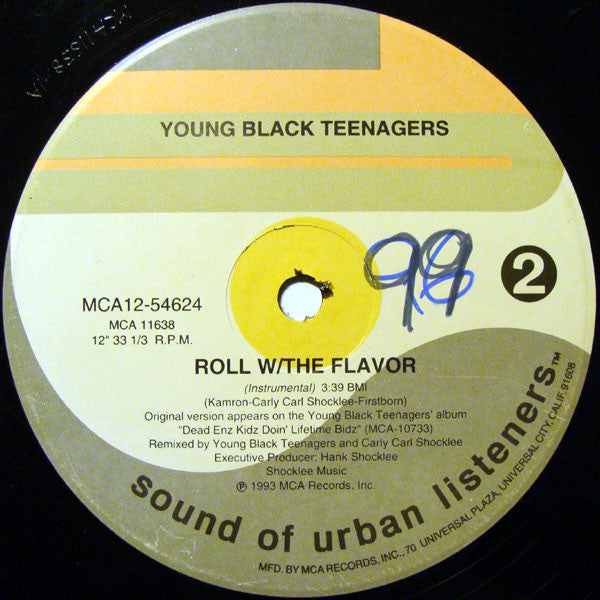 YOUNG BLACK TEENAGERS
MCA12-54624
MCA 11638
12" 33 1/3 R.P.M.
2
ROLL W/THE FLAVOR
(Instrumental) 3:39 BMI
(Kamron-Carly Carl Shocklee-Firstborn)
Original version appears on the Young Black Teenagers' album
"Dead Enz Kidz Doin' Lifetime Bidz" (MCA-10733)
Remixed by Young Black Teenagers and Carly Carl Shocklee
Executive Producer: Hank Shocklee
Shocklee Music
℗ 1993 MCA Records, Inc.
sound of urban listeners™
MFD. BY MCA RECORDS, INC., 70 UNIVERSAL PLAZA, UNIVERSAL CITY, CALIF. 91608